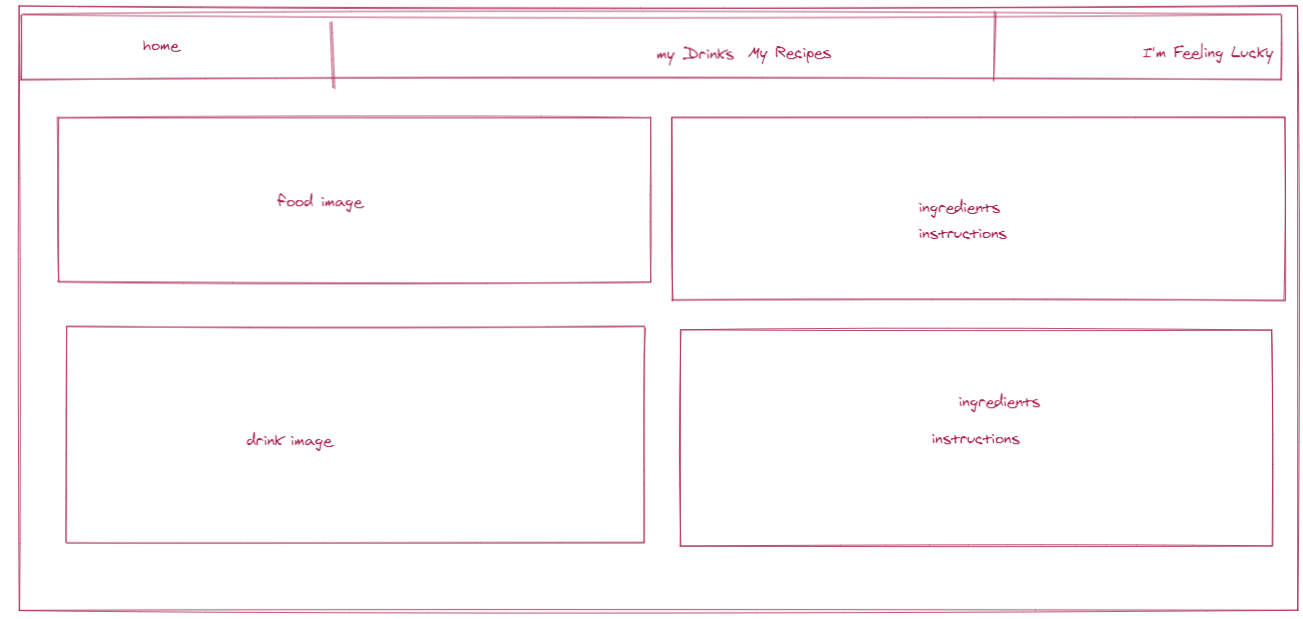 home
my Drinks My Recipes
I'm Feeling Lucky
food image
ingredients
instructions
drink image
ingredients
instructions